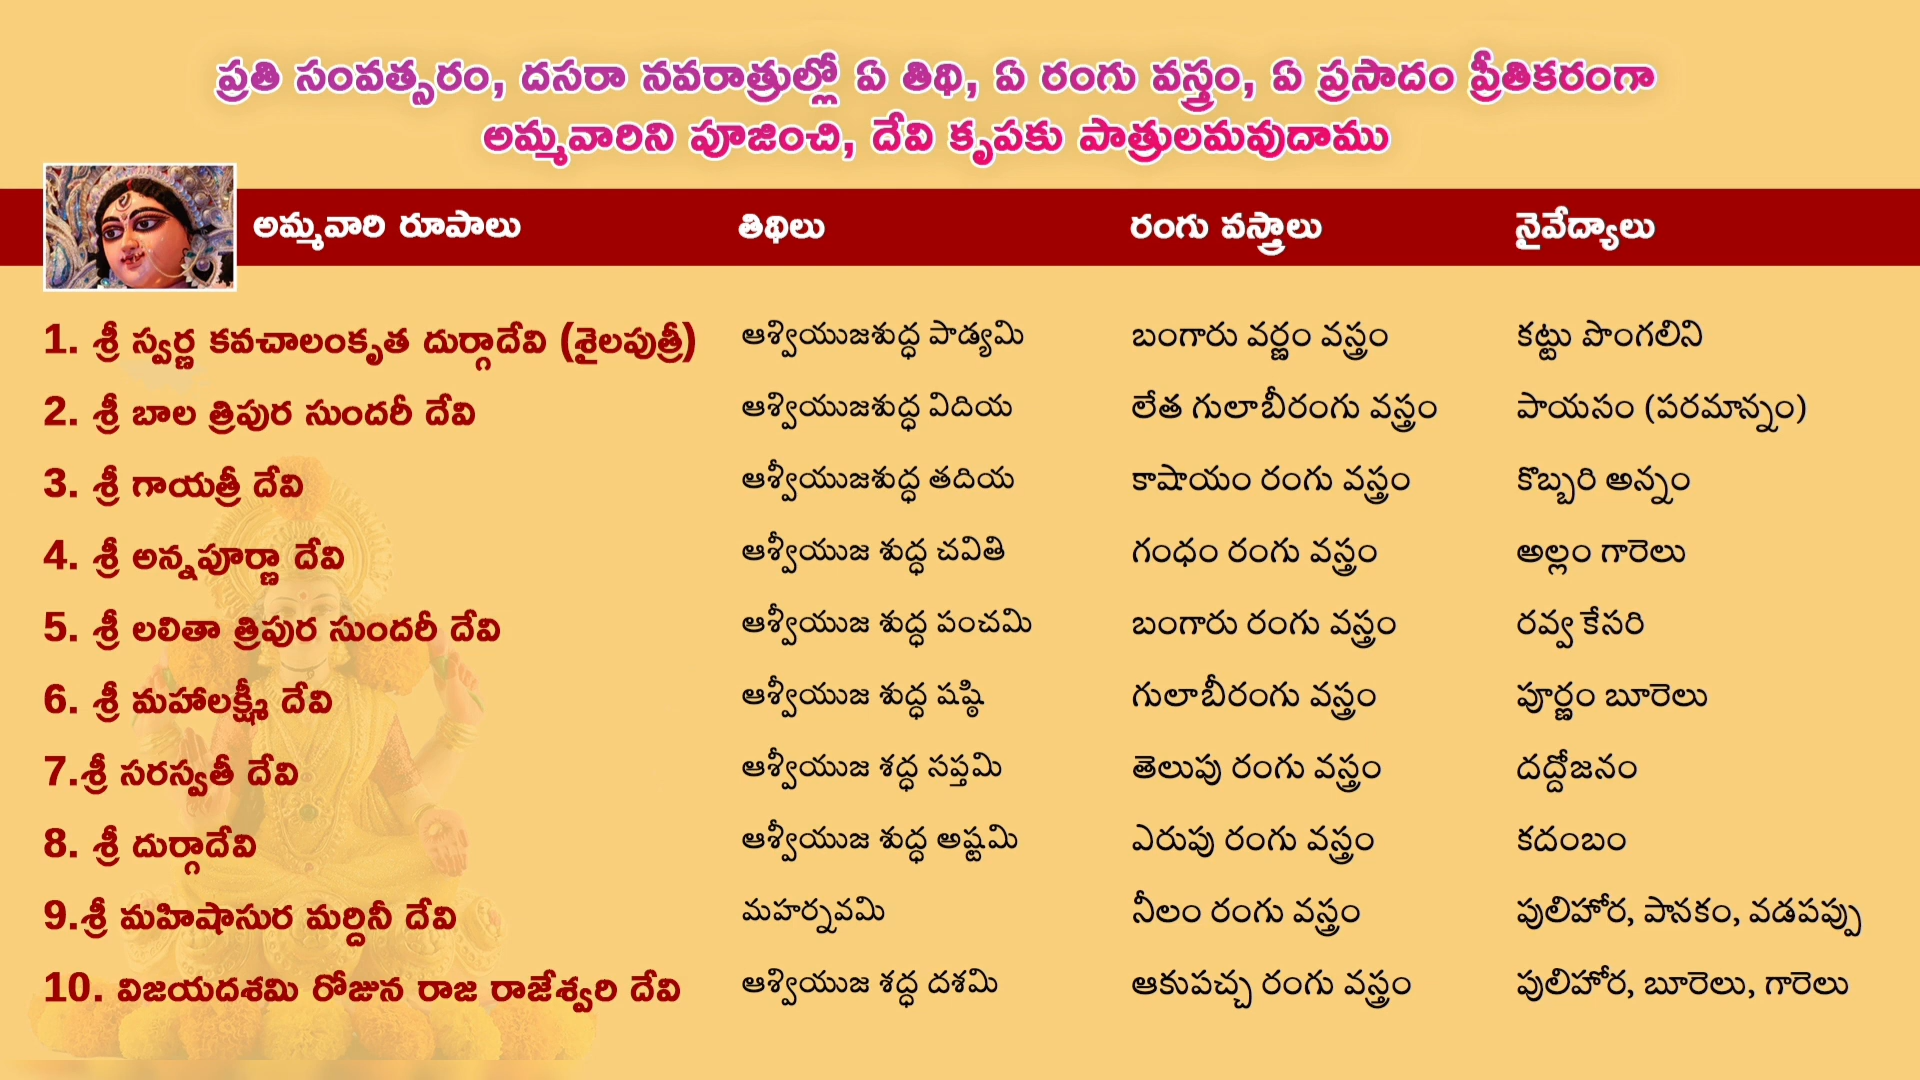 ప్రతి సంవత్సరం, దసరా నవరాత్రుల్లో ఏ తిథి, ఏ రంగు వస్త్రం, ఏ ప్రసాదం ప్రీతికరంగా
అమ్మవారిని పూజించి, దేవి కృపకు పాత్రులమవుదాము
అమ్మవారి రూపాలు తిథిలు రంగు వస్త్రాలు నైవేద్యాలు
1. శ్రీ స్వర్ణ కవచాలంకృత దుర్గాదేవి (శైలపుత్రీ) ఆశ్వియుజశుద్ధ పాడ్యమి బంగారు వర్ణం వస్త్రం కట్టు పొంగలిని
2. శ్రీ బాల త్రిపుర సుందరీ దేవి ఆశ్వియుజశుద్ధ విదియ లేత గులాబీరంగు వస్త్రం పాయసం (పరమాన్నం)
3. శ్రీ గాయత్రీ దేవి ఆశ్వీయుజశుద్ధ తదియ కాషాయం రంగు వస్త్రం కొబ్బరి అన్నం
4. శ్రీ అన్నపూర్ణా దేవి ఆశ్వీయుజ శుద్ధ చవితి గంధం రంగు వస్త్రం అల్లం గారెలు
5. శ్రీ లలితా త్రిపుర సుందరీ దేవి ఆశ్వీయుజ శుద్ధ పంచమి బంగారు రంగు వస్త్రం రవ్వ కేసరి
6. శ్రీ మహాలక్ష్మీ దేవి ఆశ్వీయుజ శుద్ధ షష్ఠి గులాబీరంగు వస్త్రం పూర్ణం బూరెలు
7.శ్రీ సరస్వతీ దేవి ఆశ్వీయుజ శద్ధ సప్తమి తెలుపు రంగు వస్త్రం దద్దోజనం
8. శ్రీ దుర్గాదేవి ఆశ్వీయుజ శుద్ధ అష్టమి ఎరుపు రంగు వస్త్రం కదంబం
9.శ్రీ మహిషాసుర మర్దినీ దేవి మహర్నవమి నీలం రంగు వస్త్రం పులిహోర, పానకం, వడపప్పు
10. విజయదశమి రోజున రాజ రాజేశ్వరి దేవి ఆశ్వియుజ శద్ధ దశమి ఆకుపచ్చ రంగు వస్త్రం పులిహోర, బూరెలు, గారెలు